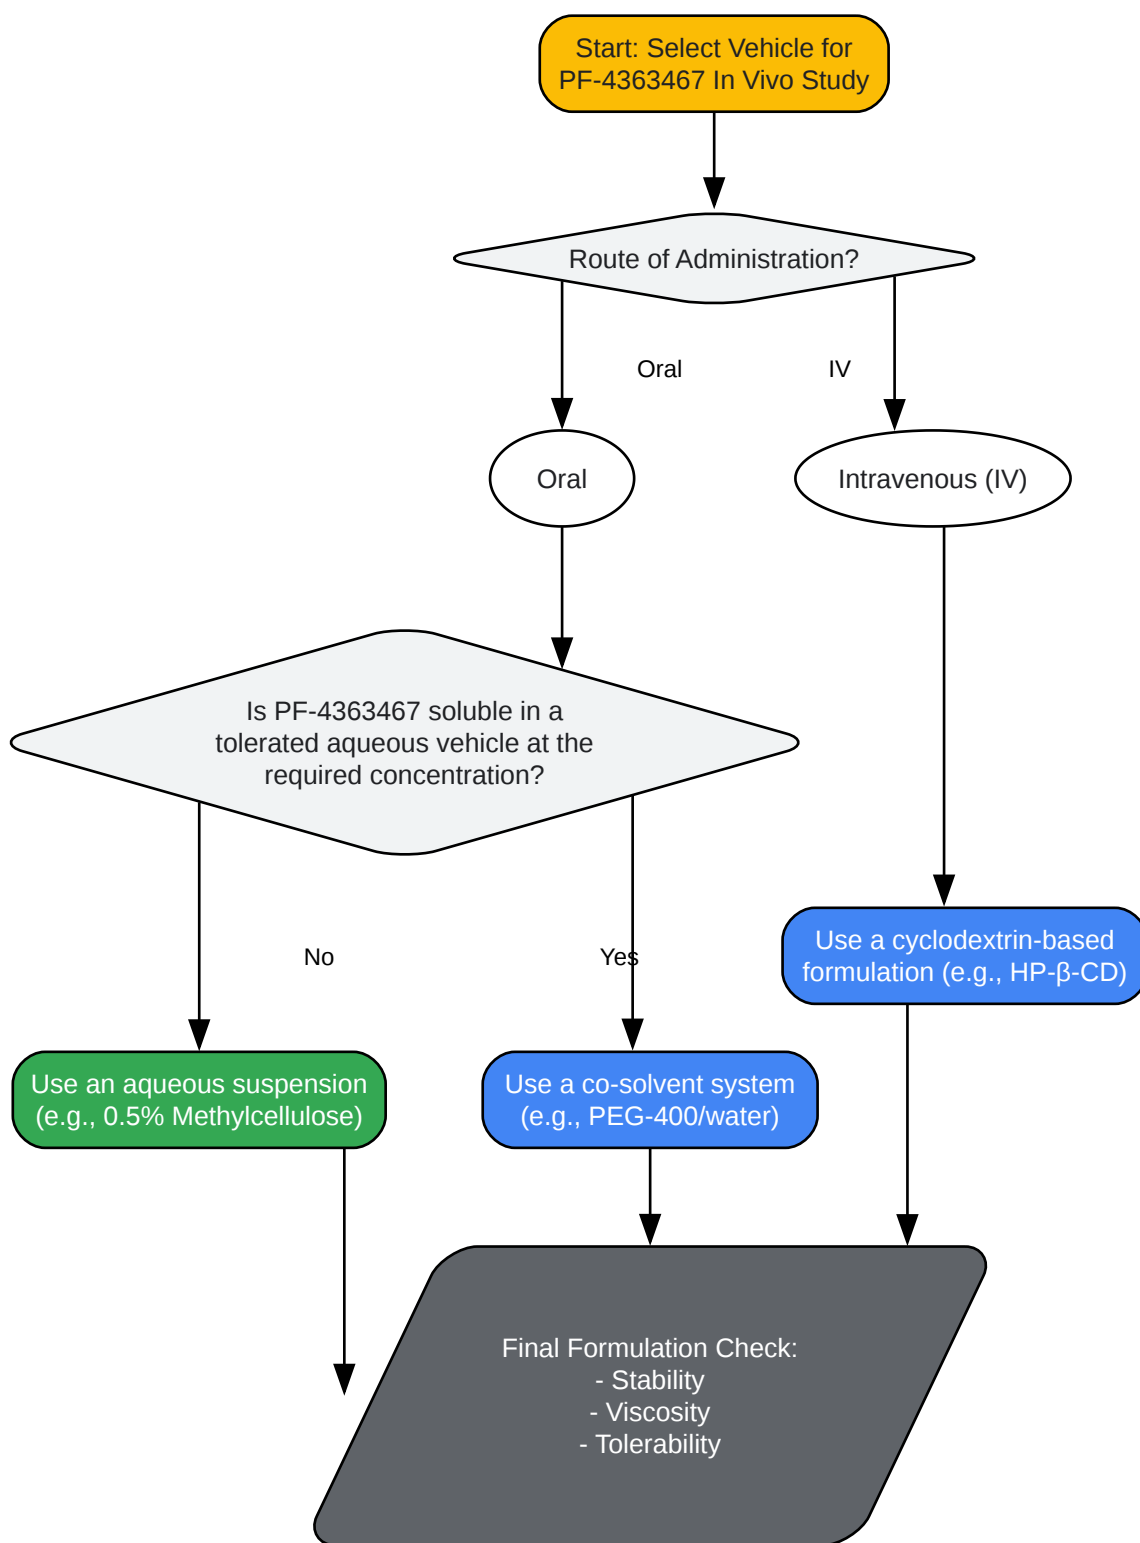 Start: Select Vehicle for
PF-4363467 In Vivo Study
Route of Administration?
Oral
IV
Oral
Intravenous (IV)
Is PF-4363467 soluble in a
tolerated aqueous vehicle at the
required concentration?
No
Yes
Use a cyclodextrin-based
formulation (e.g., HP-β-CD)
Use an aqueous suspension
(e.g., 0.5% Methylcellulose)
Use a co-solvent system
(e.g., PEG-400/water)
Final Formulation Check:
- Stability
- Viscosity
- Tolerability